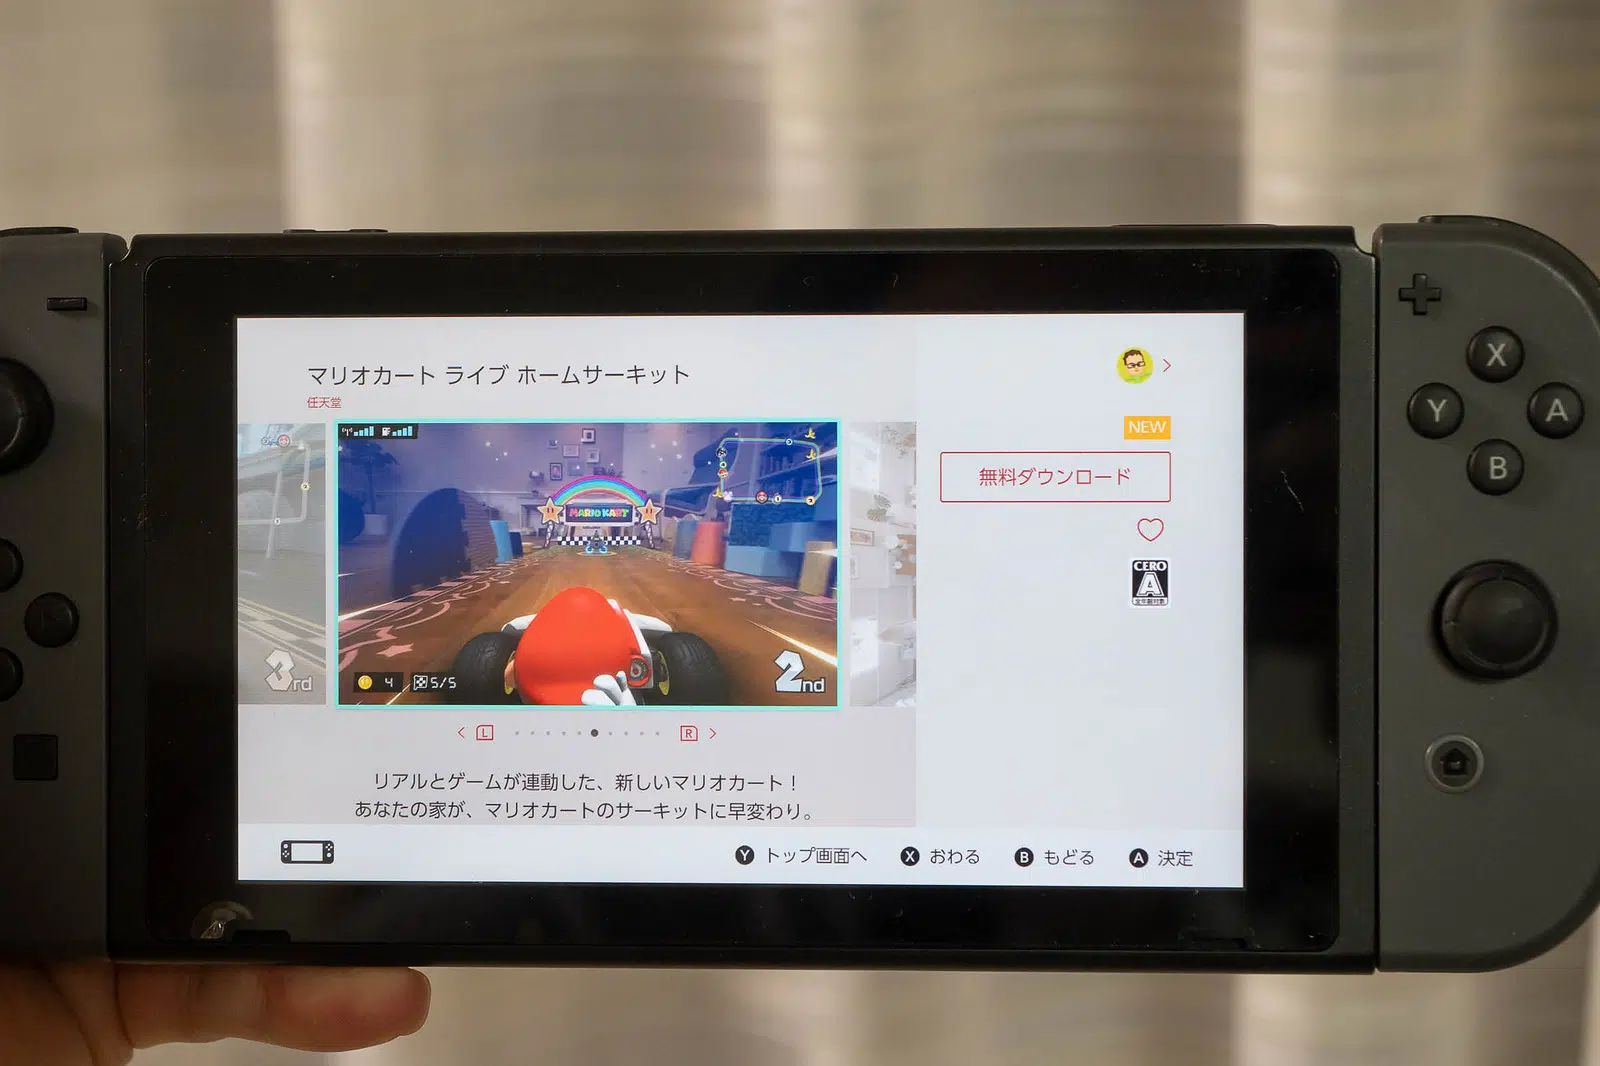 マリオカート ライブ ホームサーキット
任天堂
NEW
無料ダウンロード
CERO
A
全年齢対象
MARIO KART
3rd
4
5/5
2nd
L
R
リアルとゲームが連動した、新しいマリオカート！
あなたの家が、マリオカートのサーキットに早変わり。
Y トップ画面へ
X おわる
B もどる
A 決定
X
Y
A
B